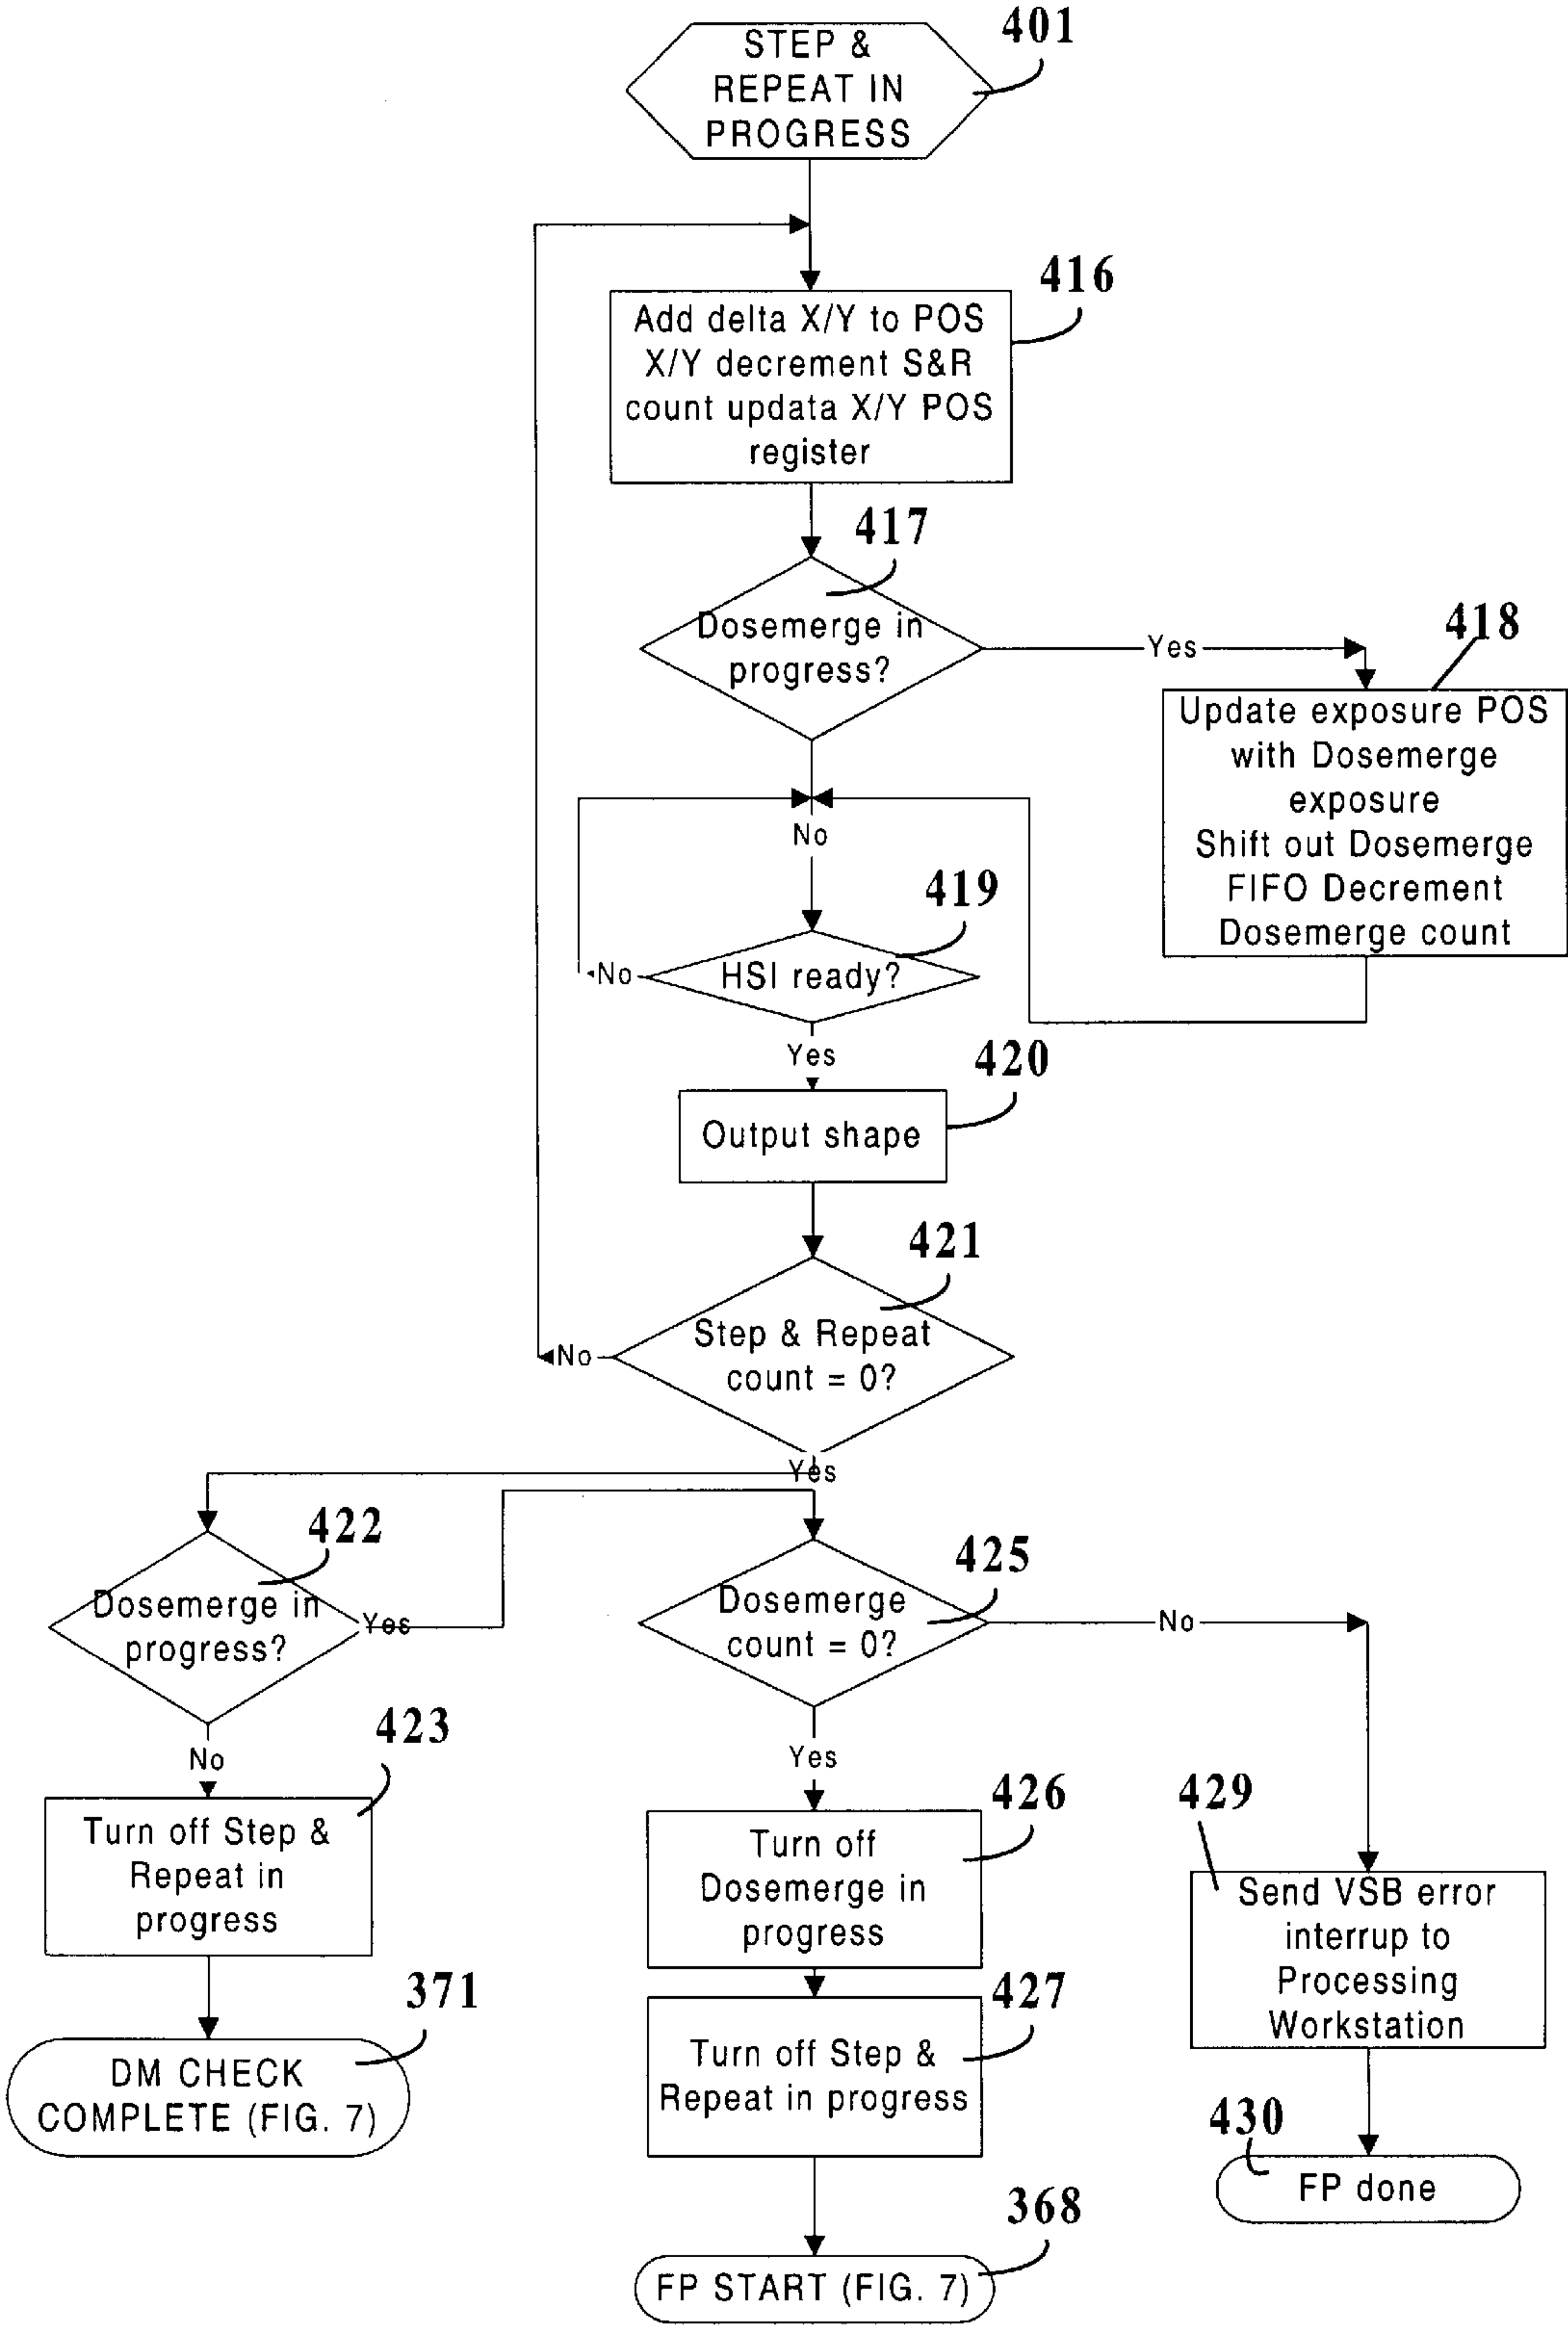 401
STEP &
REPEAT IN
PROGRESS
416
Add delta X/Y to POS
X/Y decrement S&R
count updata X/Y POS
register
417
Dosemerge in
progress?
Yes
418
Update exposure POS
with Dosemerge
exposure
Shift out Dosemerge
FIFO Decrement
Dosemerge count
No
419
HSI ready?
No
Yes
420
Output shape
421
Step & Repeat
count = 0?
No
Yes
422
Dosemerge in
progress?
Yes
425
Dosemerge
count = 0?
No
No
423
Turn off Step &
Repeat in
progress
371
DM CHECK
COMPLETE (FIG. 7)
Yes
426
Turn off
Dosemerge in
progress
427
Turn off Step &
Repeat in progress
368
FP START (FIG. 7)
429
Send VSB error
interrup to
Processing
Workstation
430
FP done